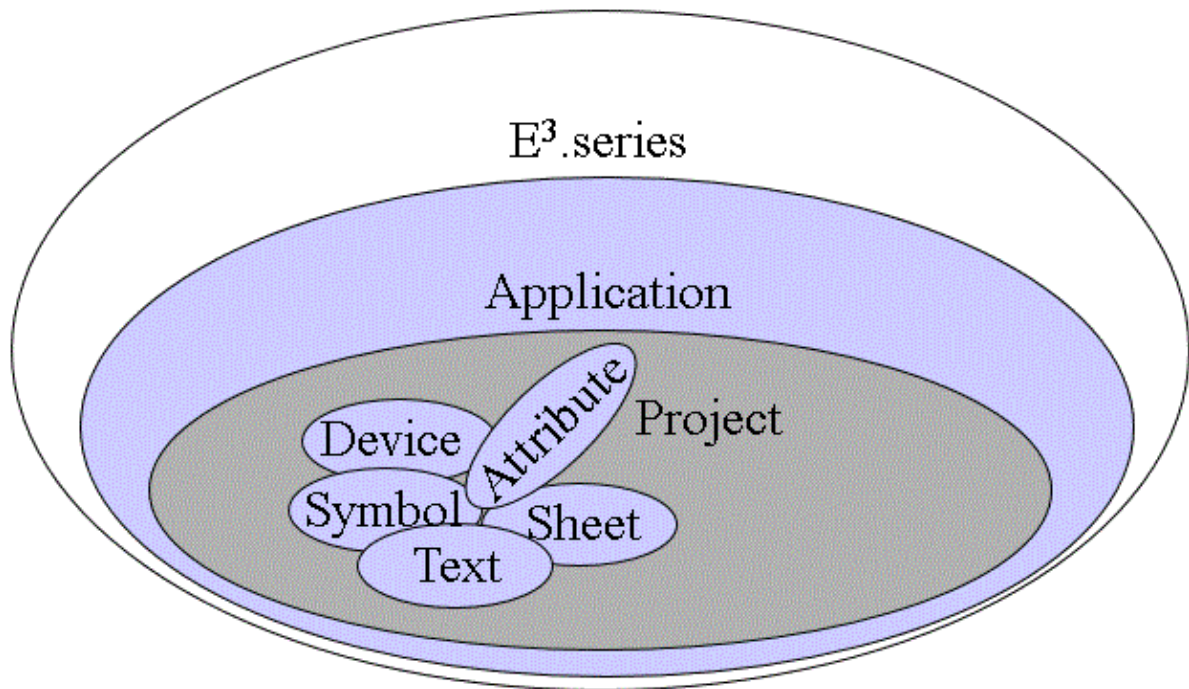 E³.series
Application
Attribute
Project
Device
Symbol
Sheet
Text